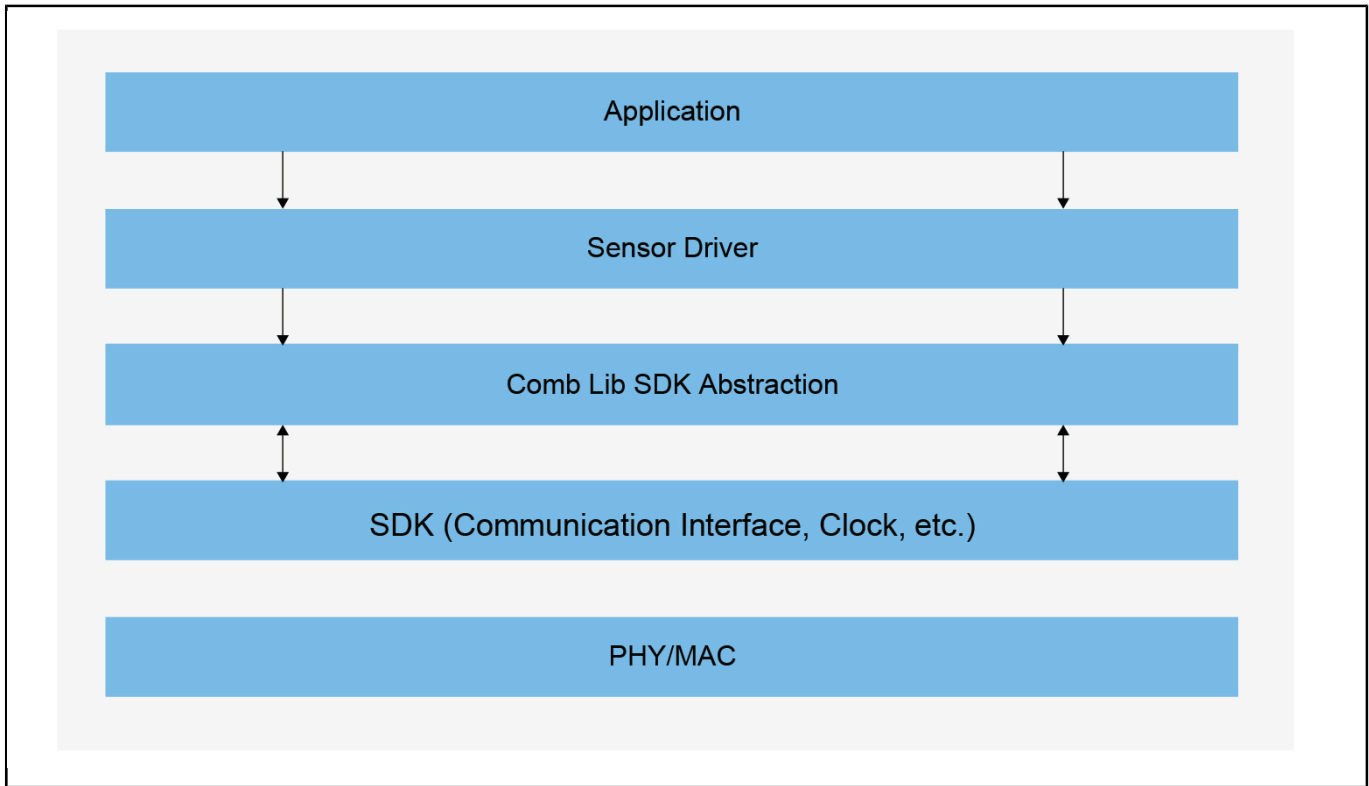 Application
Sensor Driver
Comb Lib SDK Abstraction
SDK (Communication Interface, Clock, etc.)
PHY/MAC